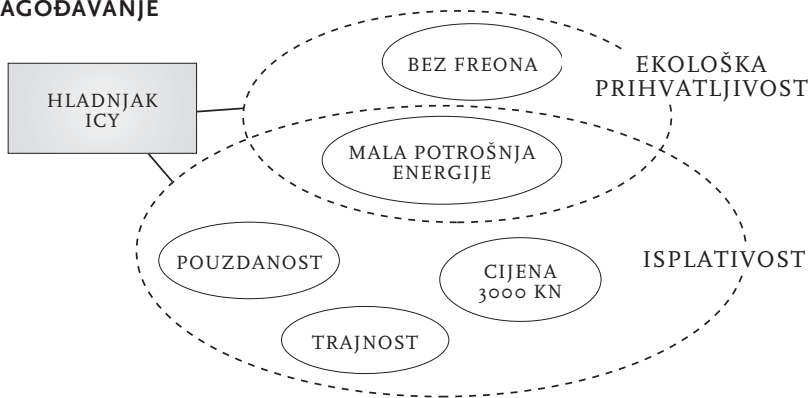 AGOĐAVANJE
BEZ FREONA
EKOLOŠKA
PRIHVATLJIVOST
HLADNJAK
ICY
MALA POTROŠNJA
ENERGIJE
POUZDANOST
CIJENA
3000 KN
ISPLATIVOST
TRAJNOST